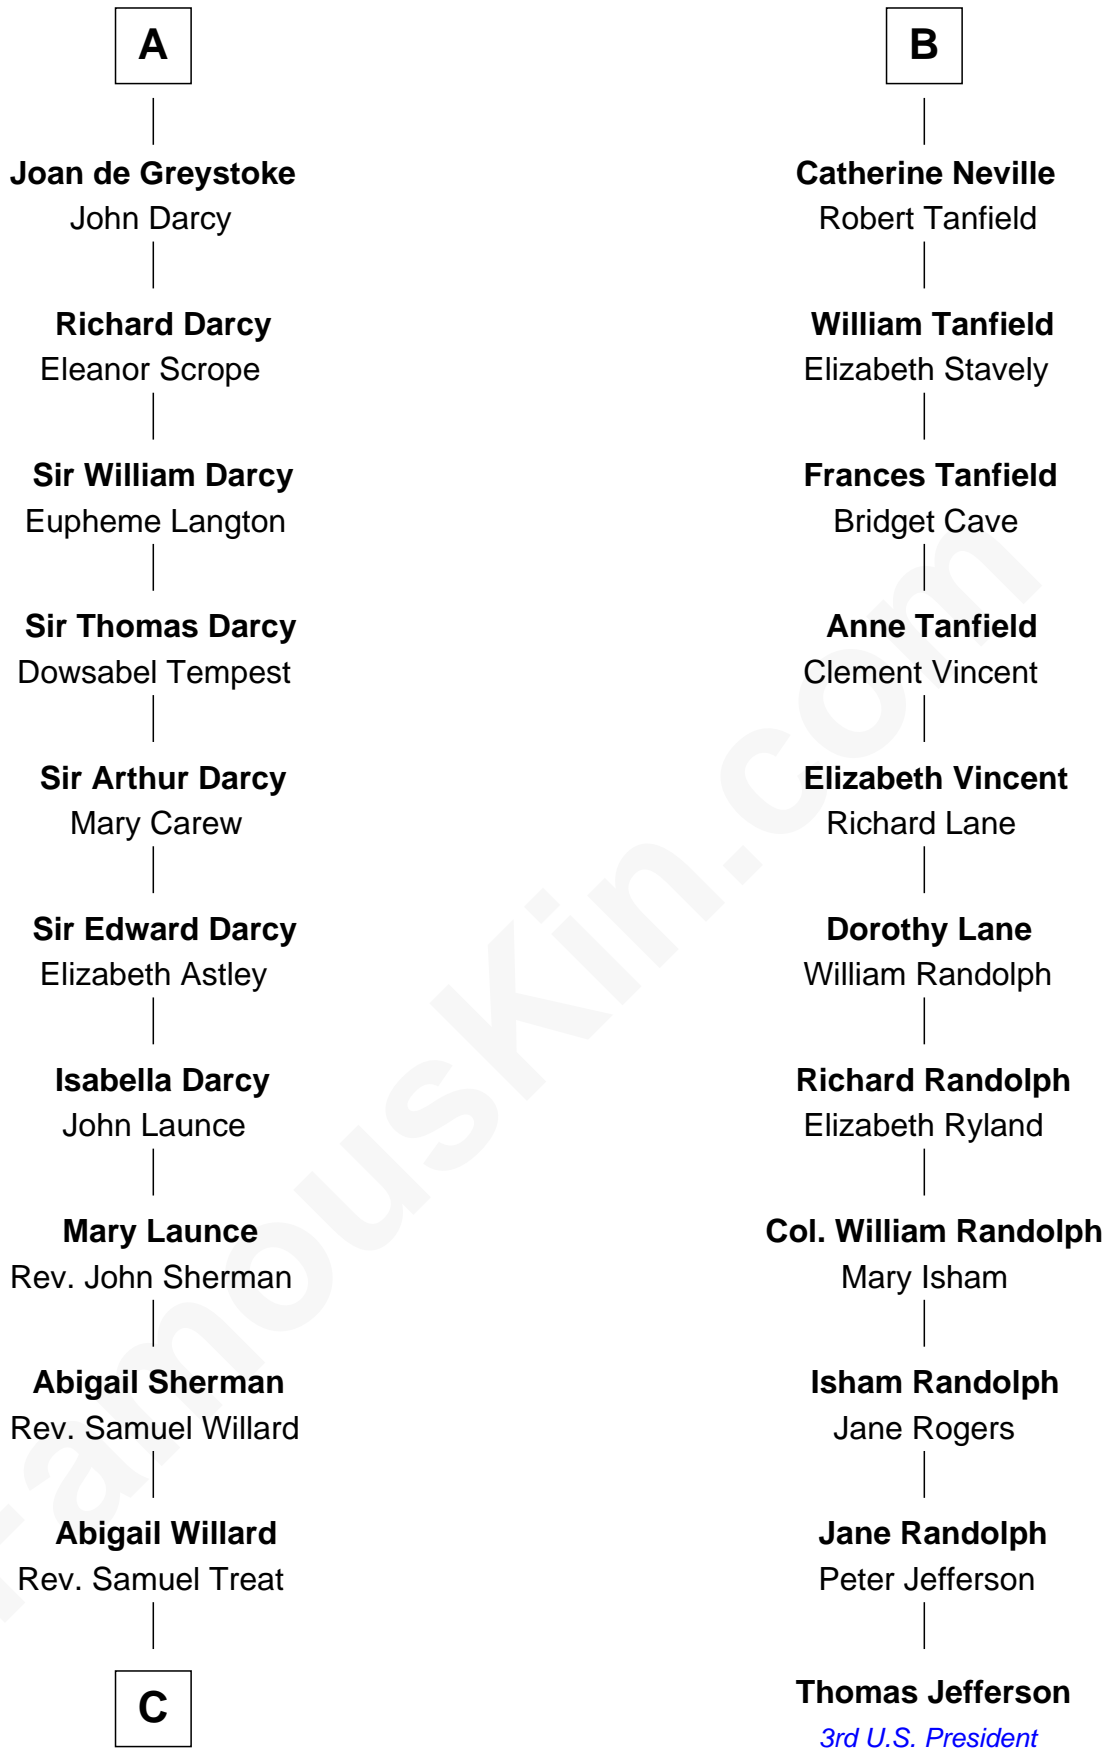 A
Joan de Greystoke
John Darcy
Richard Darcy
Eleanor Scrope
Sir William Darcy
Eupheme Langton
Sir Thomas Darcy
Dowsabel Tempest
Sir Arthur Darcy
Mary Carew
Sir Edward Darcy
Elizabeth Astley
Isabella Darcy
John Launce
Mary Launce
Rev. John Sherman
Abigail Sherman
Rev. Samuel Willard
Abigail Willard
Rev. Samuel Treat
C
B
Catherine Neville
Robert Tanfield
William Tanfield
Elizabeth Stavely
Frances Tanfield
Bridget Cave
Anne Tanfield
Clement Vincent
Elizabeth Vincent
Richard Lane
Dorothy Lane
William Randolph
Richard Randolph
Elizabeth Ryland
Col. William Randolph
Mary Isham
Isham Randolph
Jane Rogers
Jane Randolph
Peter Jefferson
Thomas Jefferson
3rd U.S. President
FamousKin.com